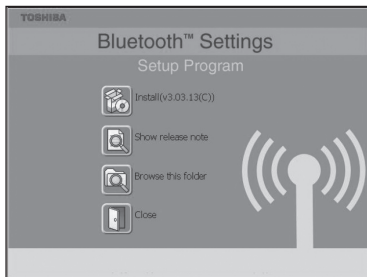 TOSHIBA
Bluetooth™ Settings
Setup Program
Install(v3.03.13(C))
Show release note
Browse this folder
Close